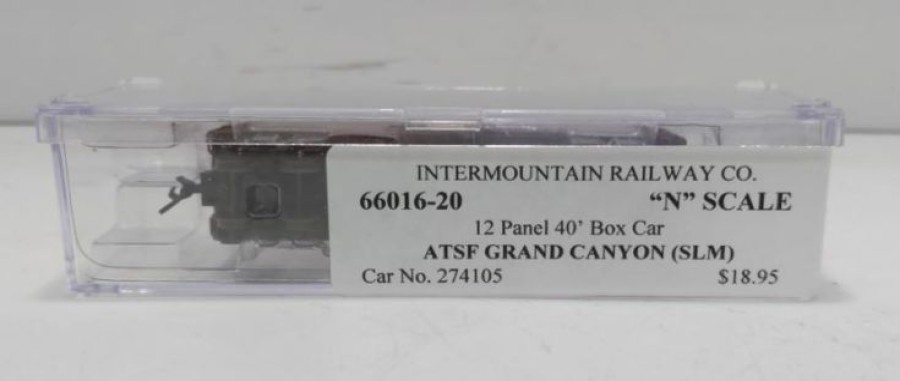 INTERMOUNTAIN RAILWAY CO.
66016-20 “N” SCALE
12 Panel 40’ Box Car
ATSF GRAND CANYON (SLM)
Car No. 274105 $18.95